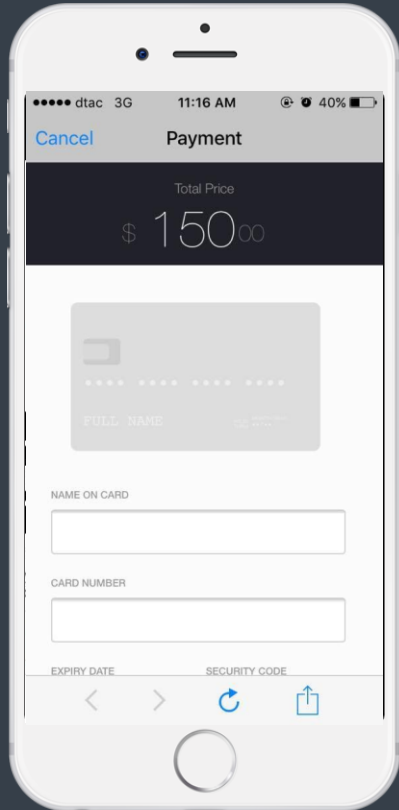 dtac 3G 11:16 AM 40%
Cancel Payment
Total Price
$ 150 00
FULL NAME
NAME ON CARD
CARD NUMBER
EXPIRY DATE SECURITY CODE